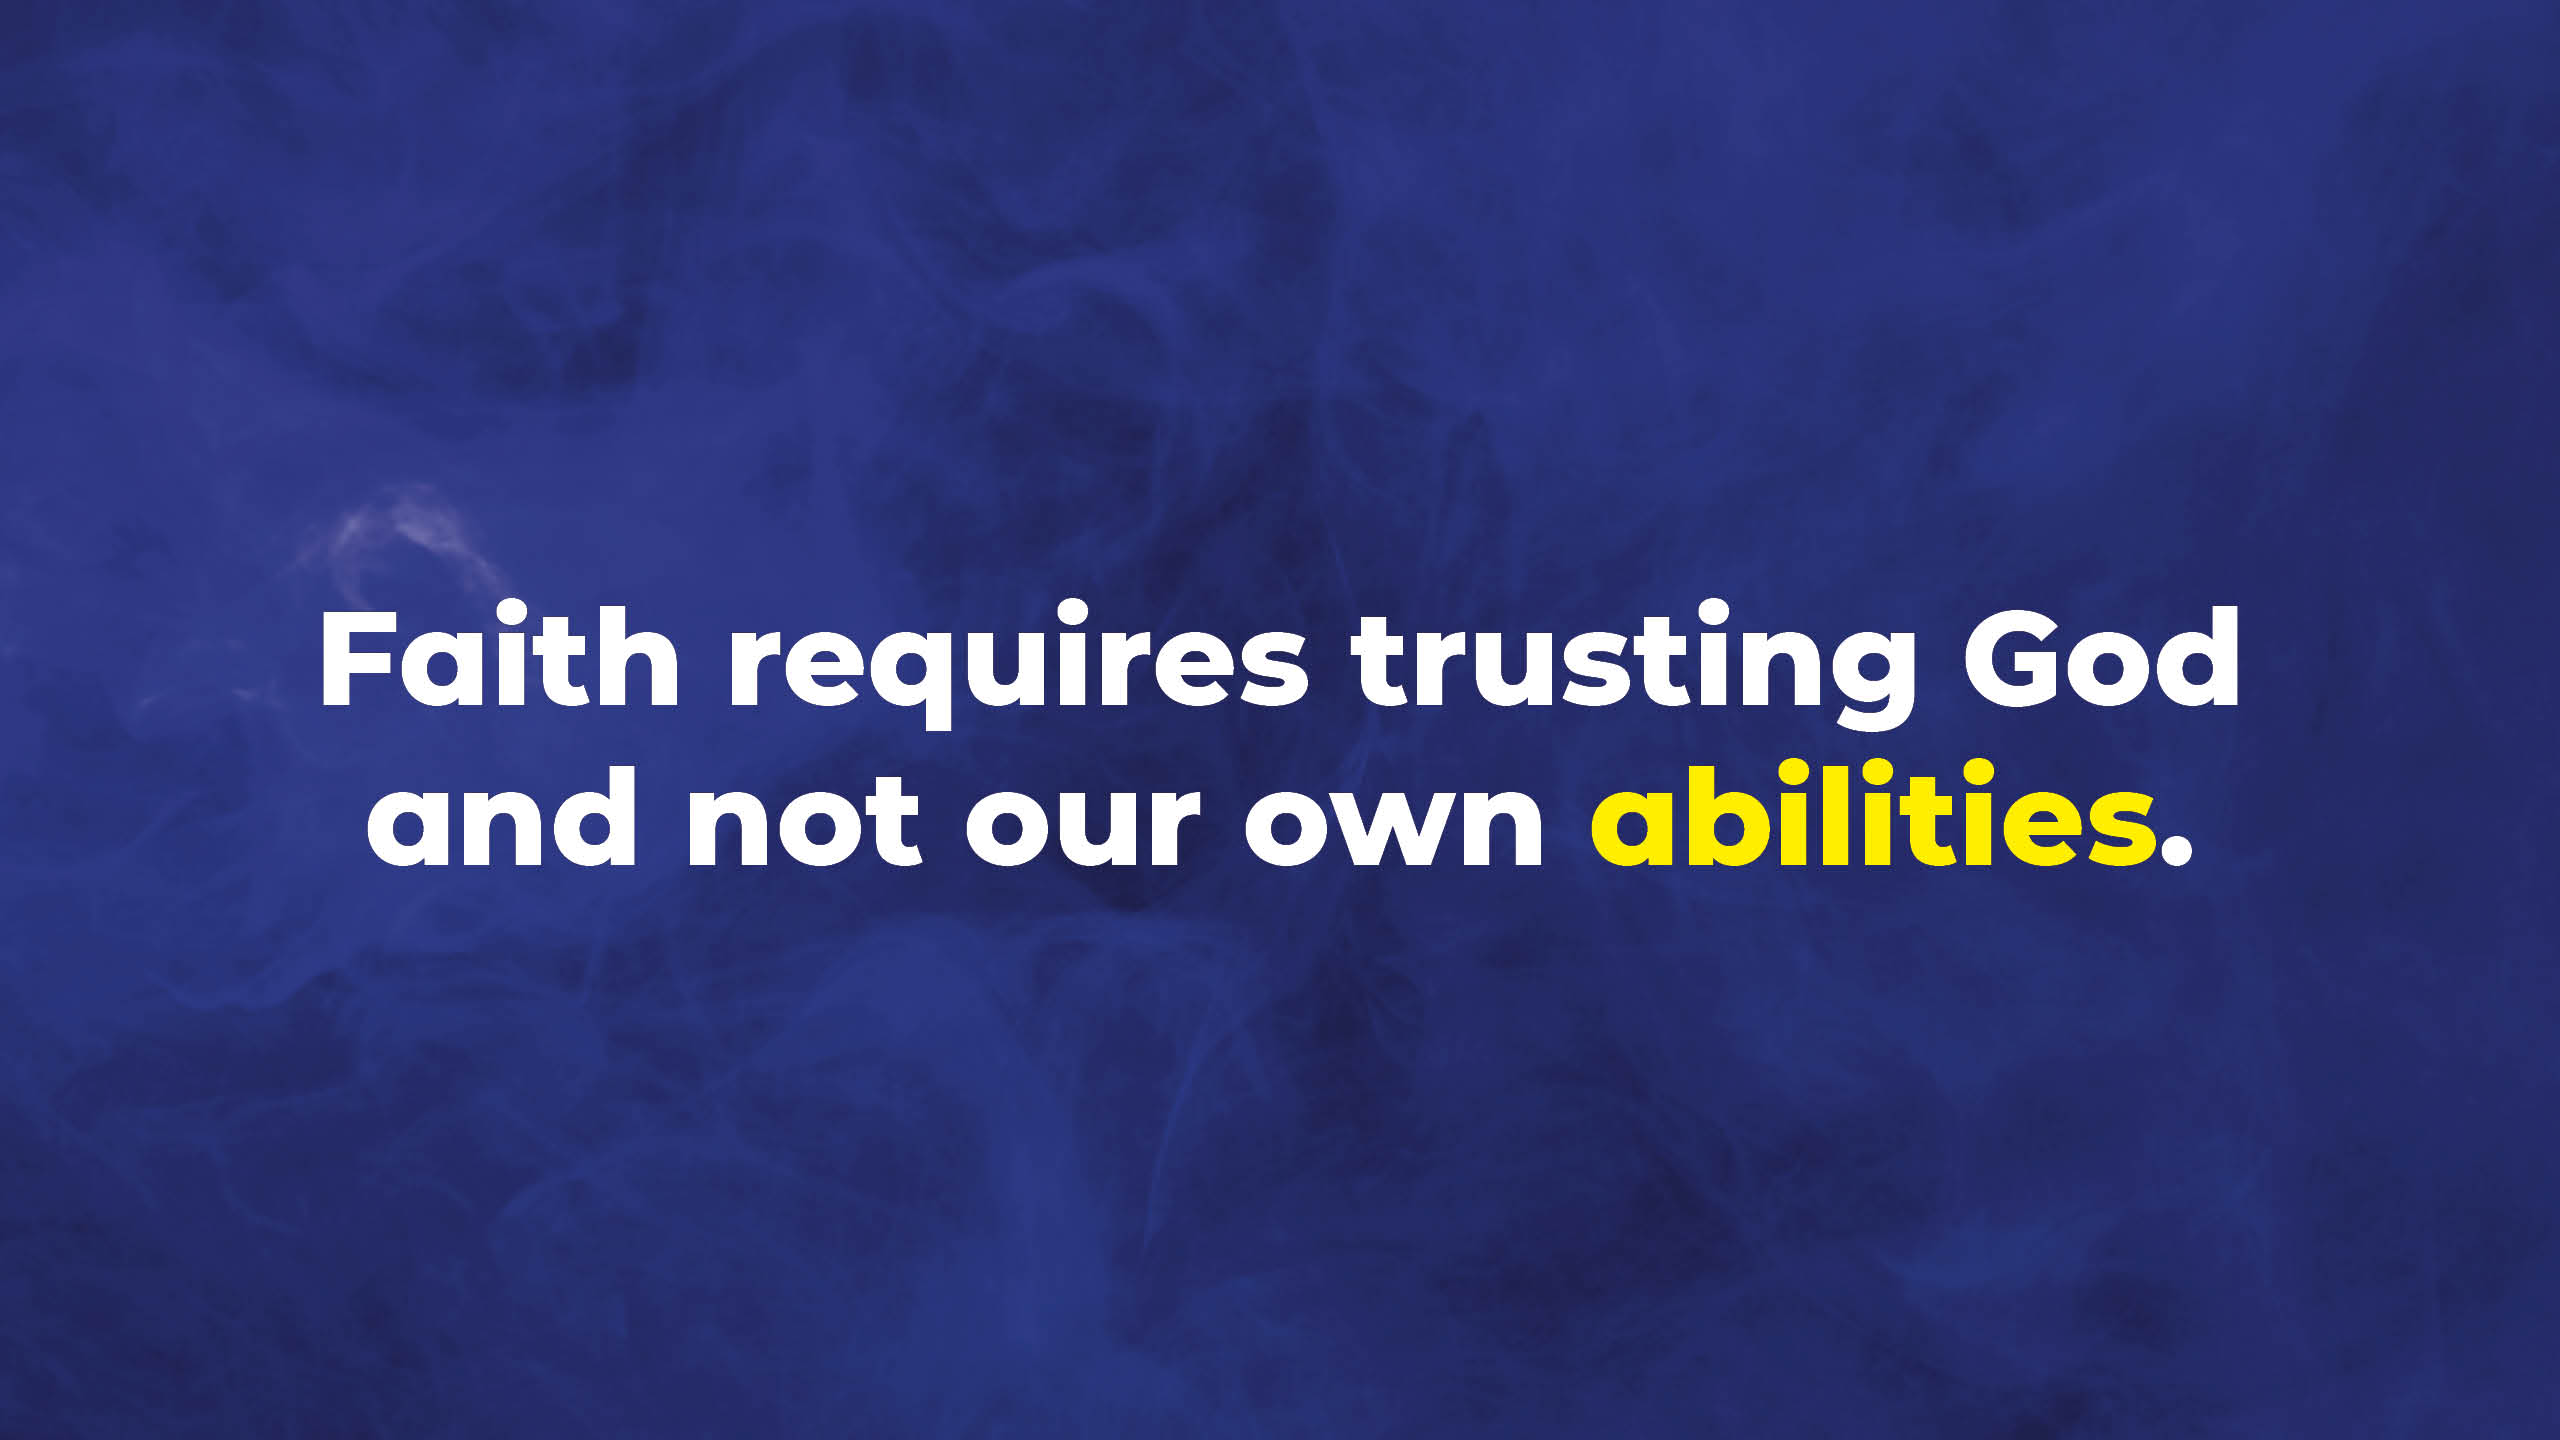 Faith requires trusting God
and not our own abilities.